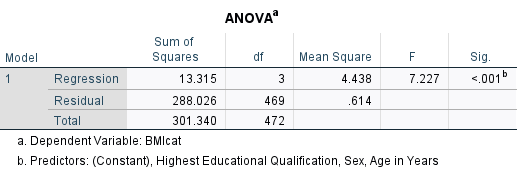 ANOVAa
Model Sum of Squares df Mean Square F Sig.
1 Regression 13.315 3 4.438 7.227 <.001b
Residual 288.026 469 .614
Total 301.340 472
a. Dependent Variable: BMIcat
b. Predictors: (Constant), Highest Educational Qualification, Sex, Age in Years